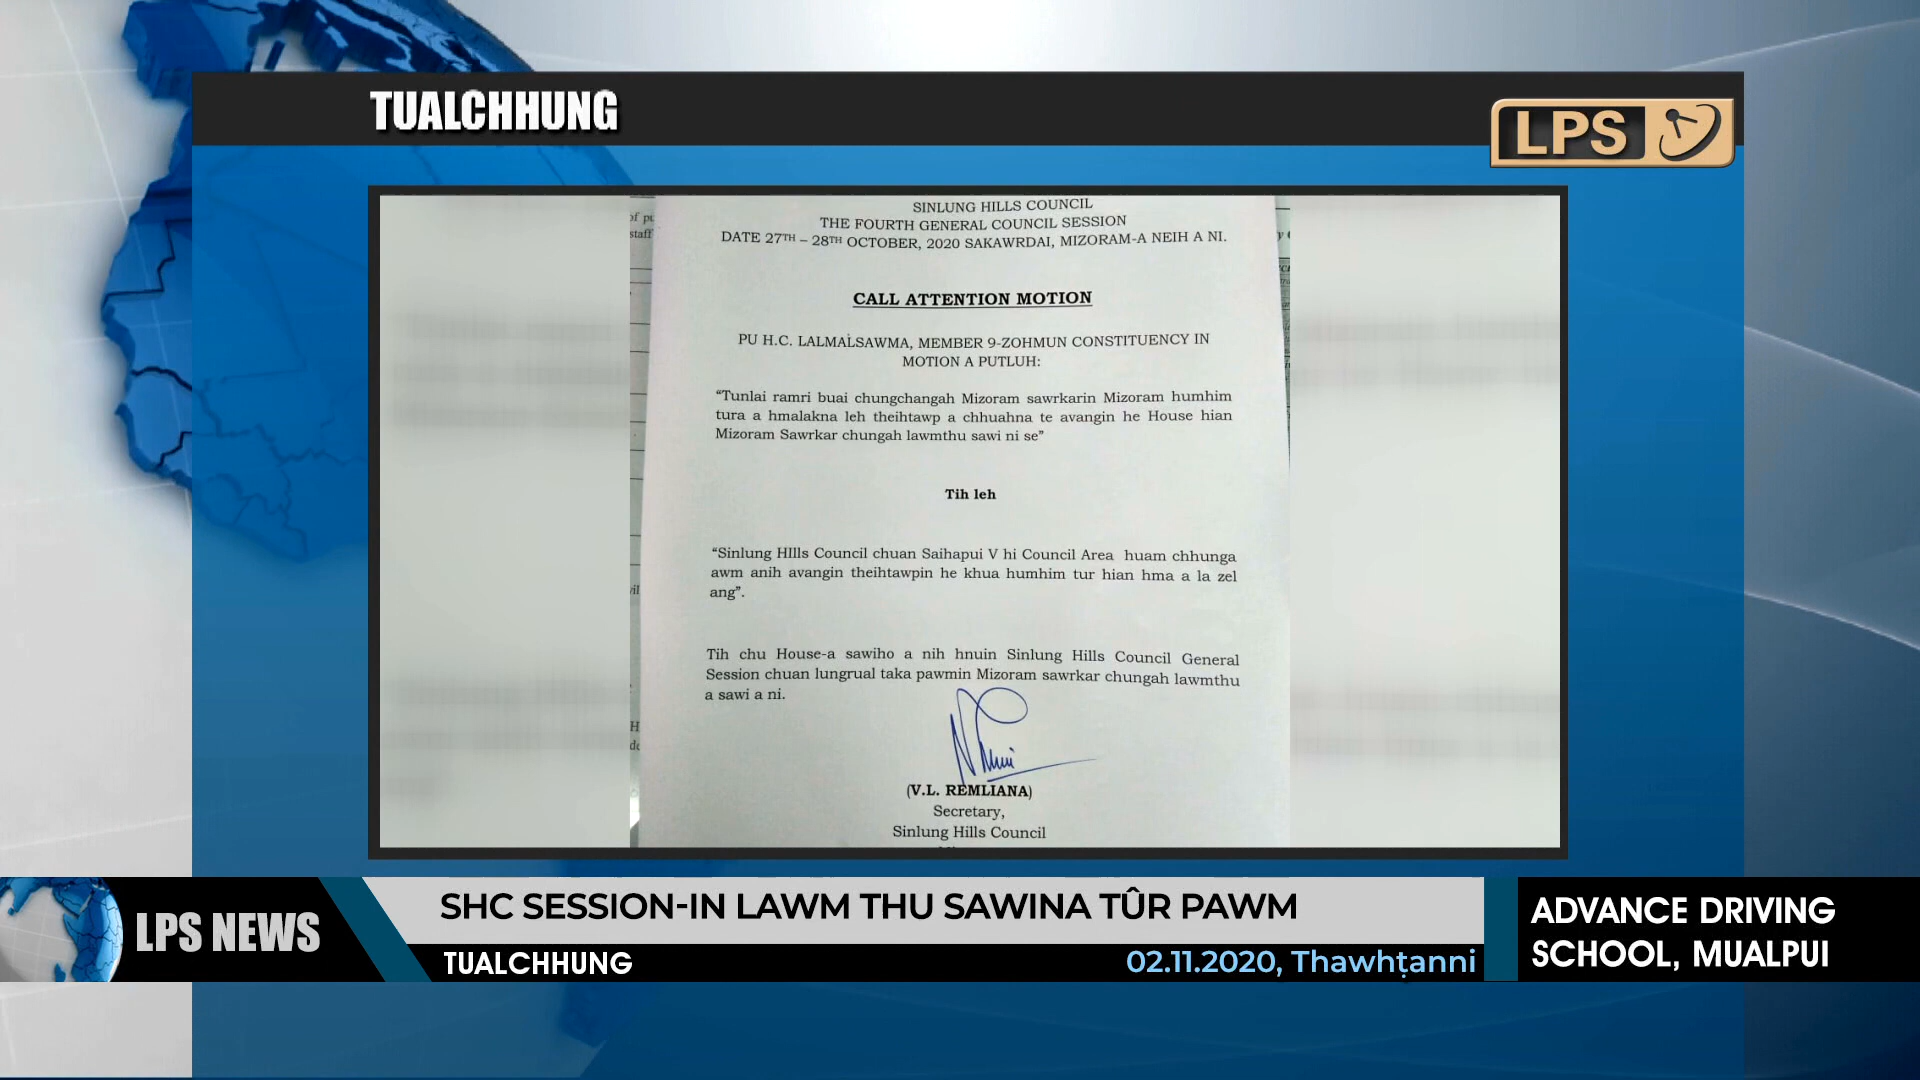 TUALCHHUNG
LPS
SINLUNG HILLS COUNCIL
THE FOURTH GENERAL COUNCIL SESSION
DATE 27TH – 28TH OCTOBER, 2020 SAKAWRDAI, MIZORAM-A NEIH A NI.
CALL ATTENTION MOTION
PU H.C. LALMALSAWMA, MEMBER 9-ZOHMUN CONSTITUENCY IN
MOTION A PUTLUH:
“Tunlai ramri buai chungchangah Mizoram sawrkarin Mizoram humhim
tura a hmalakna leh theihtawp a chhuahna te avangin he House hian
Mizoram Sawrkar chungah lawmthu sawi ni se”
Tih leh
“Sinlung HIlls Council chuan Saihapui V hi Council Area huam chhunga
awm anih avangin theihtawpin he khua humhim tur hian hma a la zel
ang”.
Tih chu House-a sawiho a nih hnuin Sinlung Hills Council General
Session chuan lungrual taka pawmin Mizoram sawrkar chungah lawmthu
a sawi a ni.
(V.L. REMLIANA)
Secretary,
Sinlung Hills Council
LPS NEWS
SHC SESSION-IN LAWM THU SAWINA TÛR PAWM
TUALCHHUNG
02.11.2020, Thawhṭanni
ADVANCE DRIVING
SCHOOL, MUALPUI